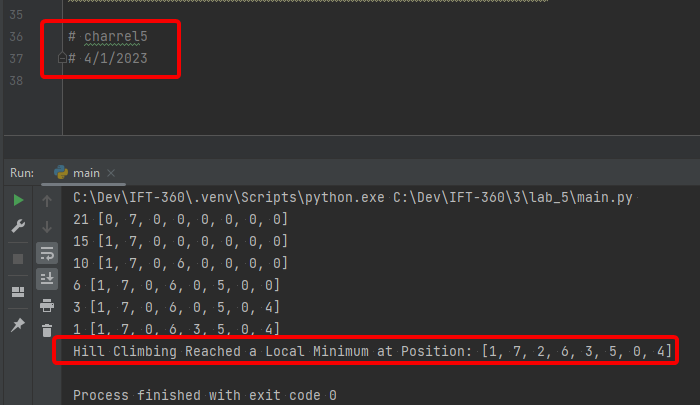 35
36 # charrel5
37 # 4/1/2023
38
Run: main
C:\Dev\IFT-360\.venv\Scripts\python.exe C:\Dev\IFT-360\3\lab_5\main.py
21 [0, 7, 0, 0, 0, 0, 0, 0]
15 [1, 7, 0, 0, 0, 0, 0, 0]
10 [1, 7, 0, 6, 0, 0, 0, 0]
6 [1, 7, 0, 6, 0, 5, 0, 0]
3 [1, 7, 0, 6, 0, 5, 0, 4]
1 [1, 7, 0, 6, 3, 5, 0, 4]
Hill Climbing Reached a Local Minimum at Position: [1, 7, 2, 6, 3, 5, 0, 4]
Process finished with exit code 0